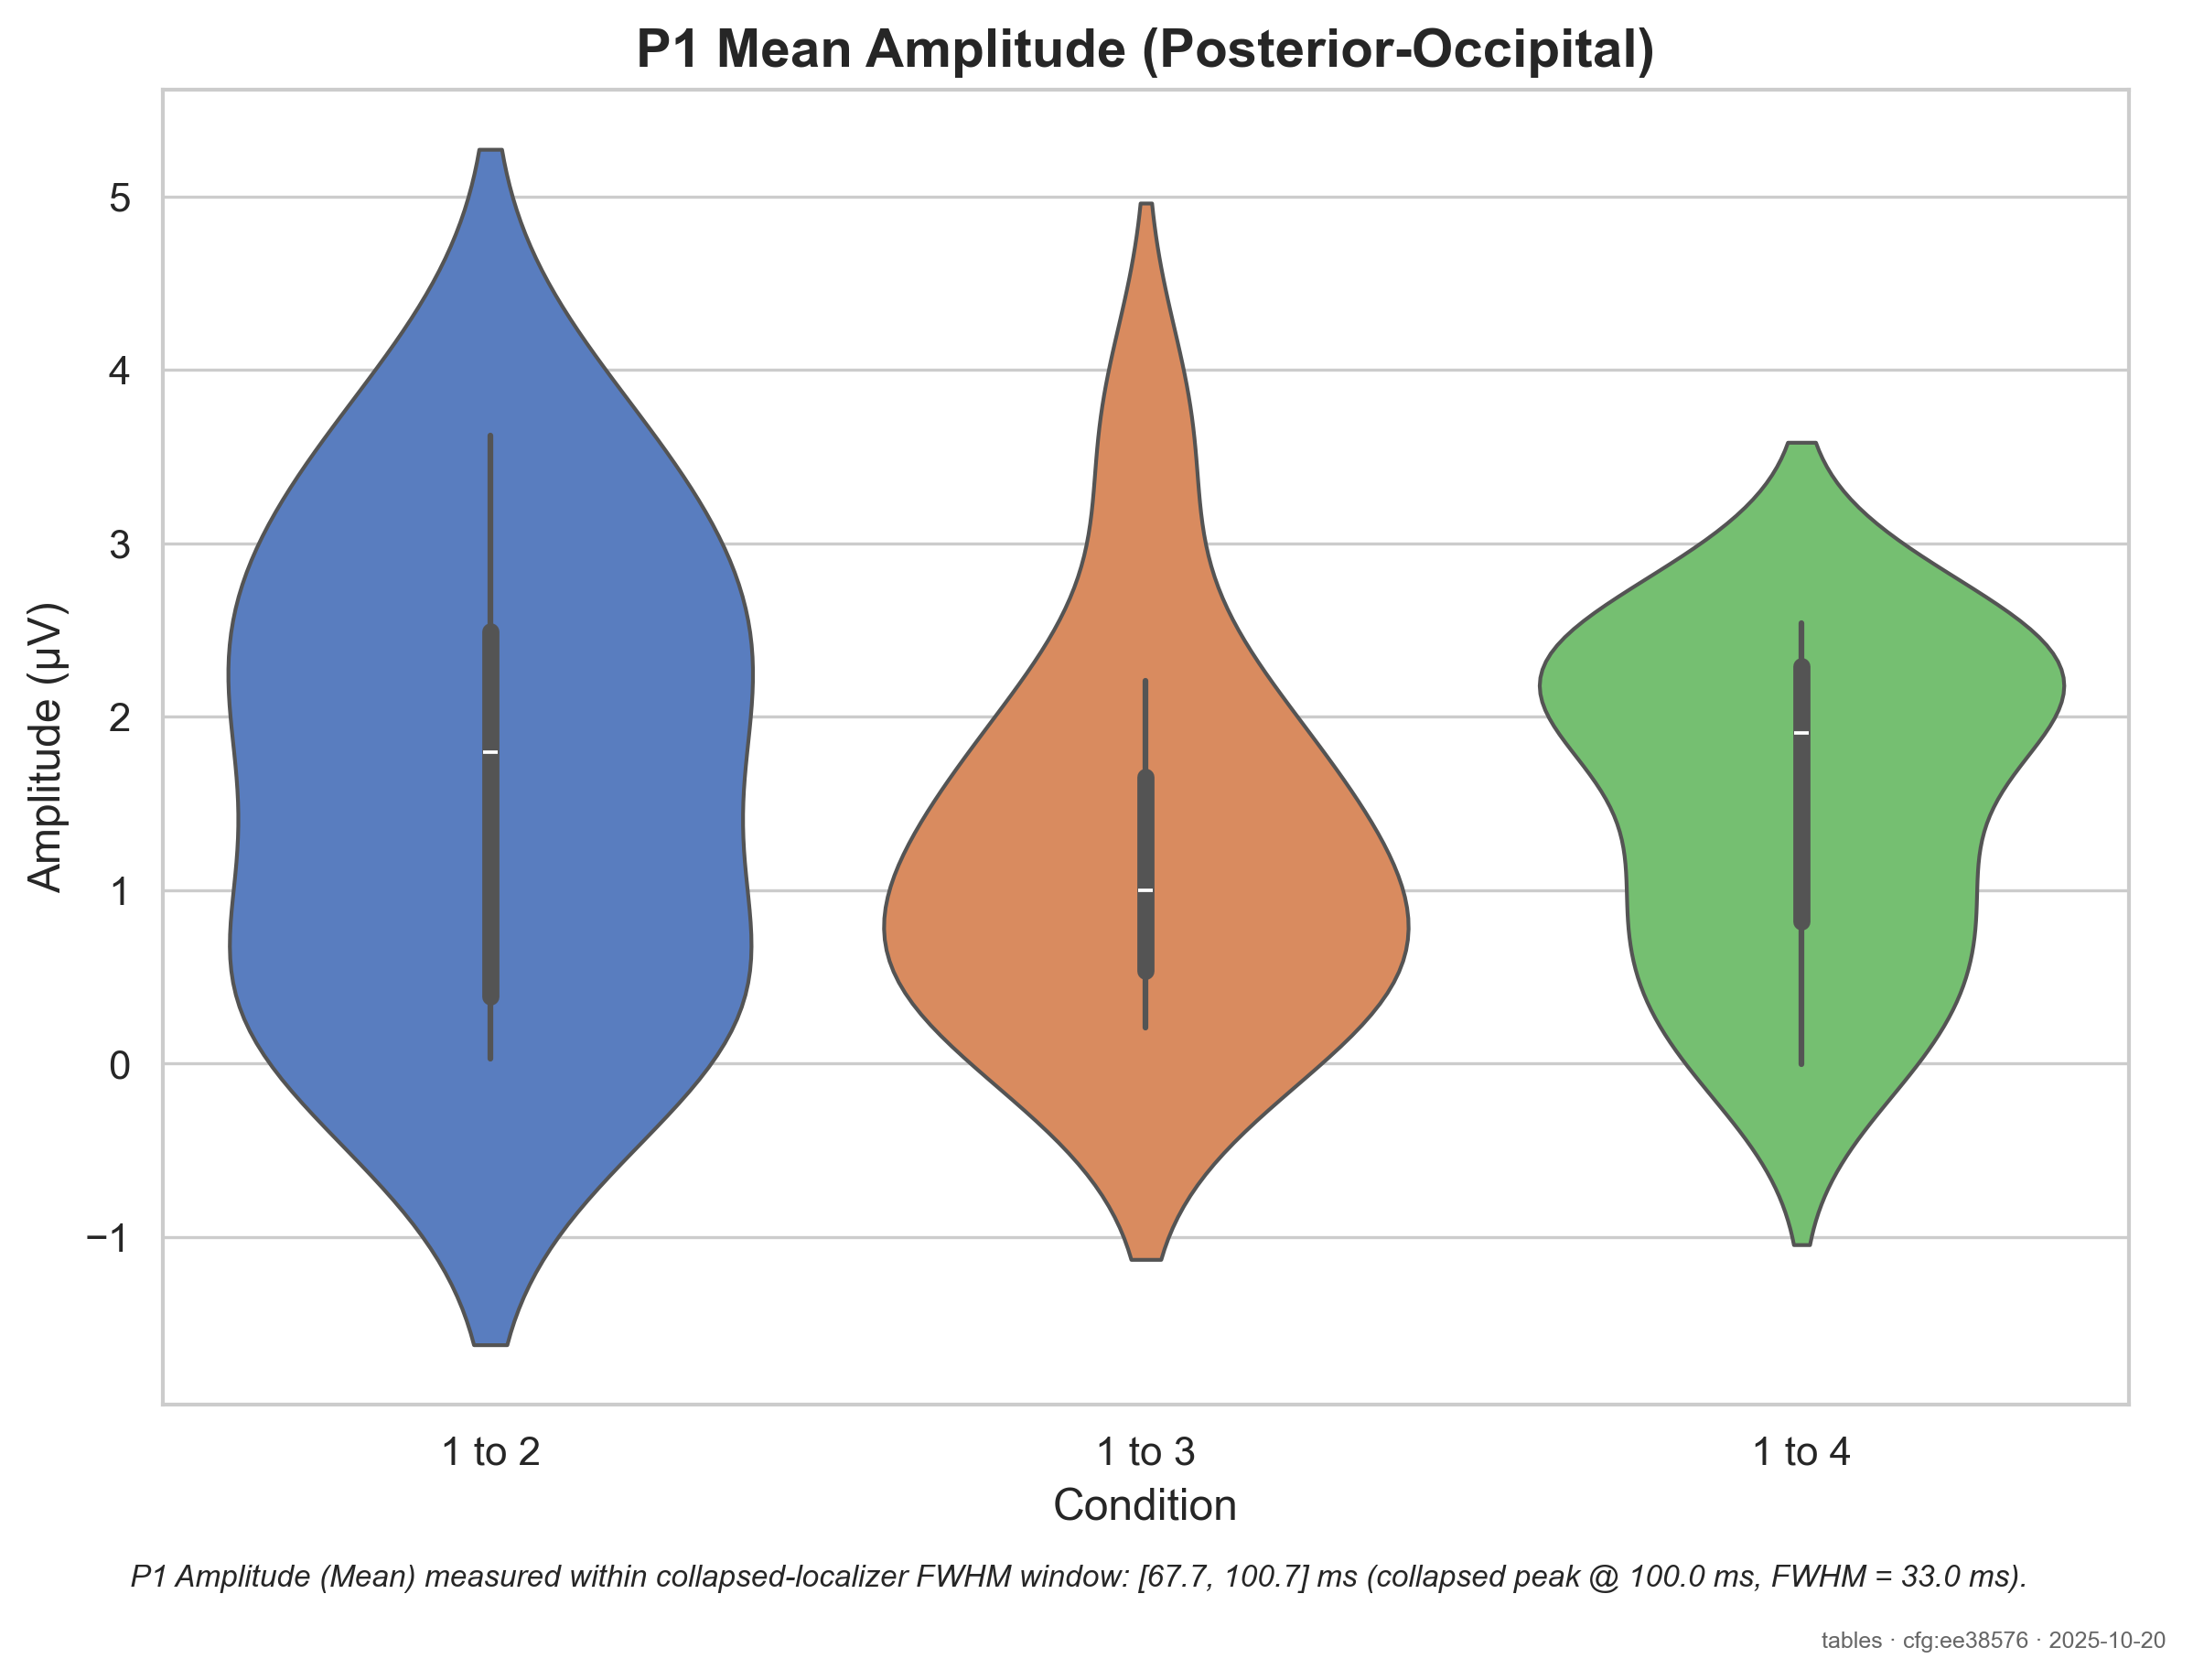 P1 Mean Amplitude (Posterior-Occipital)
Amplitude (µV)
5
4
3
2
1
0
−1
1 to 2
1 to 3
1 to 4
Condition
P1 Amplitude (Mean) measured within collapsed-localizer FWHM window: [67.7, 100.7] ms (collapsed peak @ 100.0 ms, FWHM = 33.0 ms).
tables · cfg:ee38576 · 2025-10-20